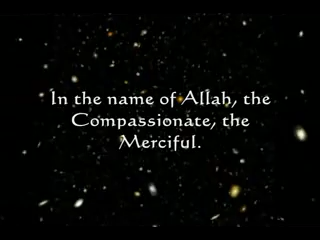 In the name of Allah, the
Compassionate, the
Merciful.